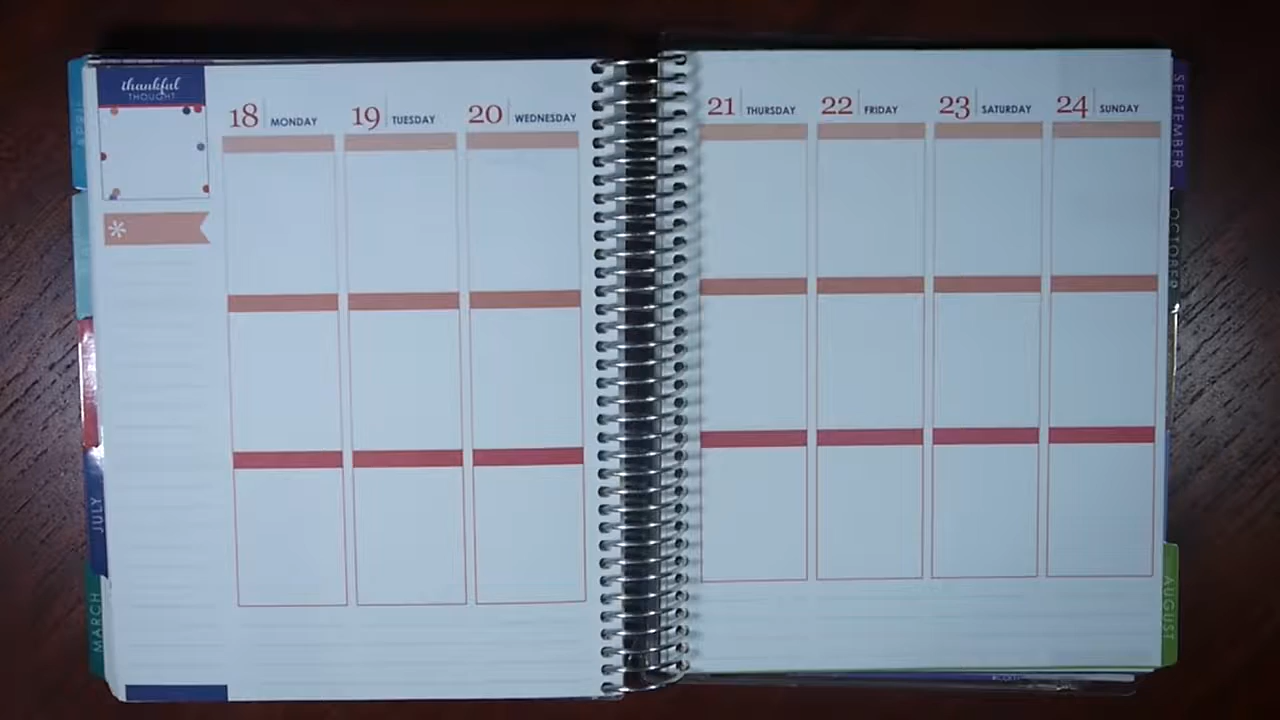 thankful
THOUGHT
18 MONDAY
19 TUESDAY
20 WEDNESDAY
21 THURSDAY
22 FRIDAY
23 SATURDAY
24 SUNDAY
*
APRIL
JULY
MARCH
SEPTEMBER
OCTOBER
AUGUST